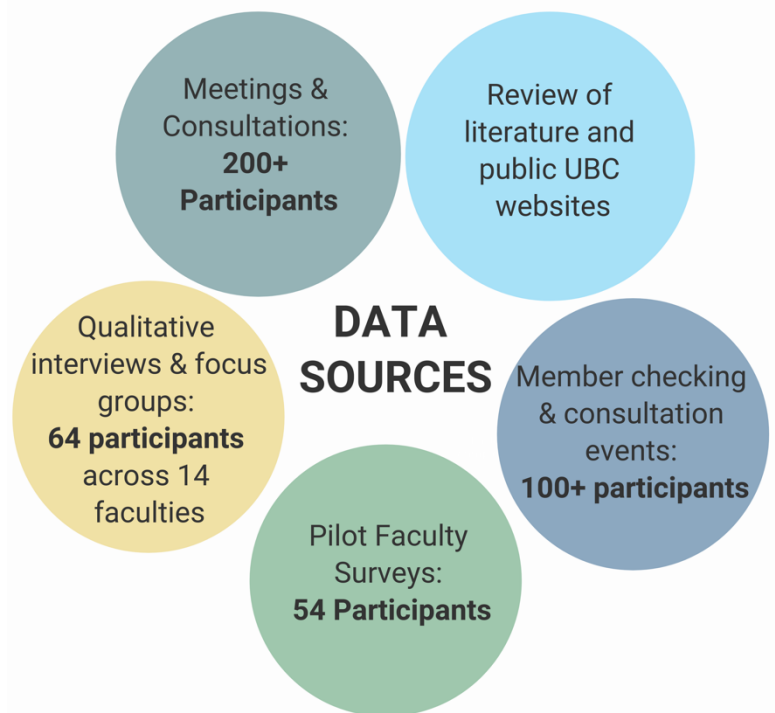 Meetings &
Consultations:
200+
Participants
Review of
literature and
public UBC
websites
DATA
SOURCES
Qualitative
interviews & focus
groups:
64 participants
across 14
faculties
Member checking
& consultation
events:
100+ participants
Pilot Faculty
Surveys:
54 Participants